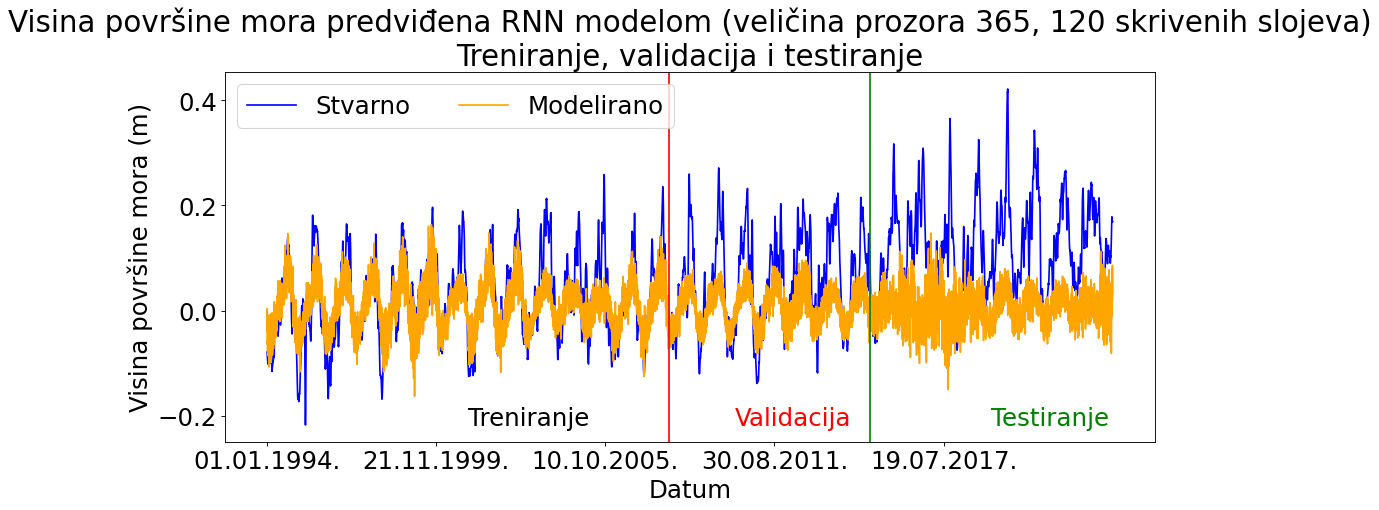 Visina površine mora predviđena RNN modelom (veličina prozora 365, 120 skrivenih slojeva)
Treniranje, validacija i testiranje
Stvarno
Modelirano
Visina površine mora (m)
0.4
0.2
0.0
−0.2
Treniranje
Validacija
Testiranje
01.01.1994.
21.11.1999.
10.10.2005.
30.08.2011.
19.07.2017.
Datum